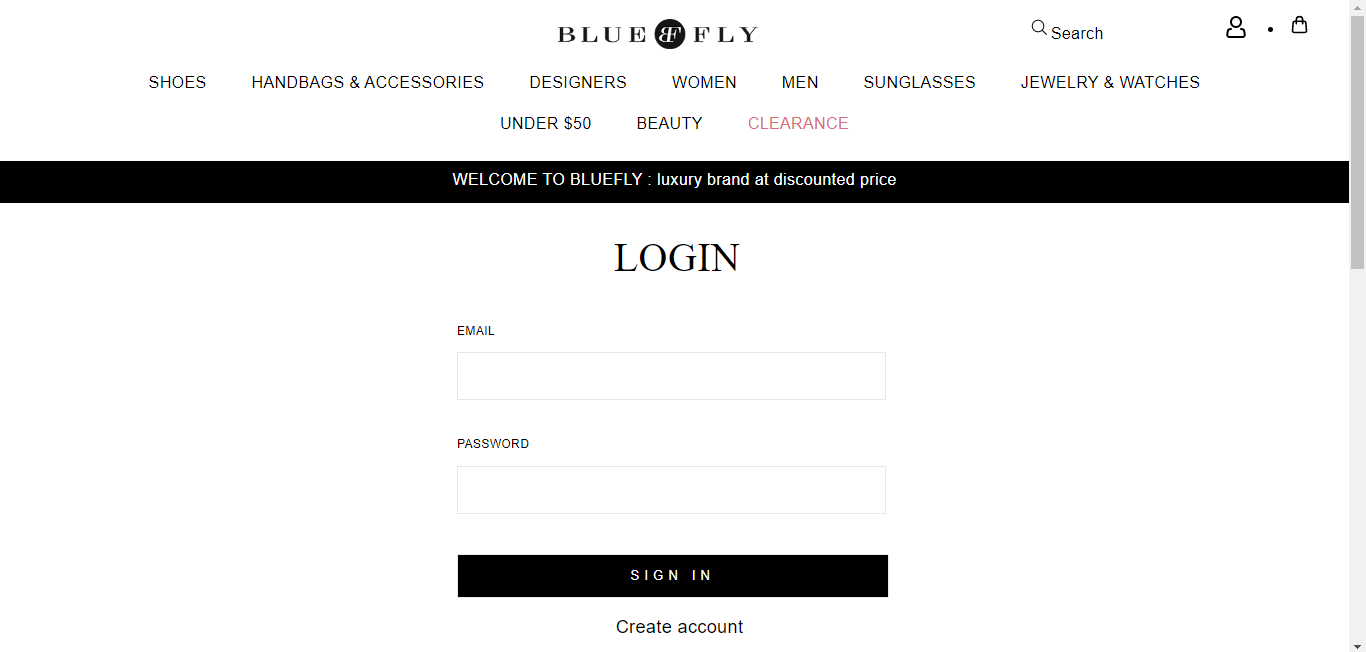 BLUE BF FLY
Search
SHOES HANDBAGS & ACCESSORIES DESIGNERS WOMEN MEN SUNGLASSES JEWELRY & WATCHES
UNDER $50 BEAUTY CLEARANCE
WELCOME TO BLUEFLY : luxury brand at discounted price
LOGIN
EMAIL
PASSWORD
SIGN IN
Create account